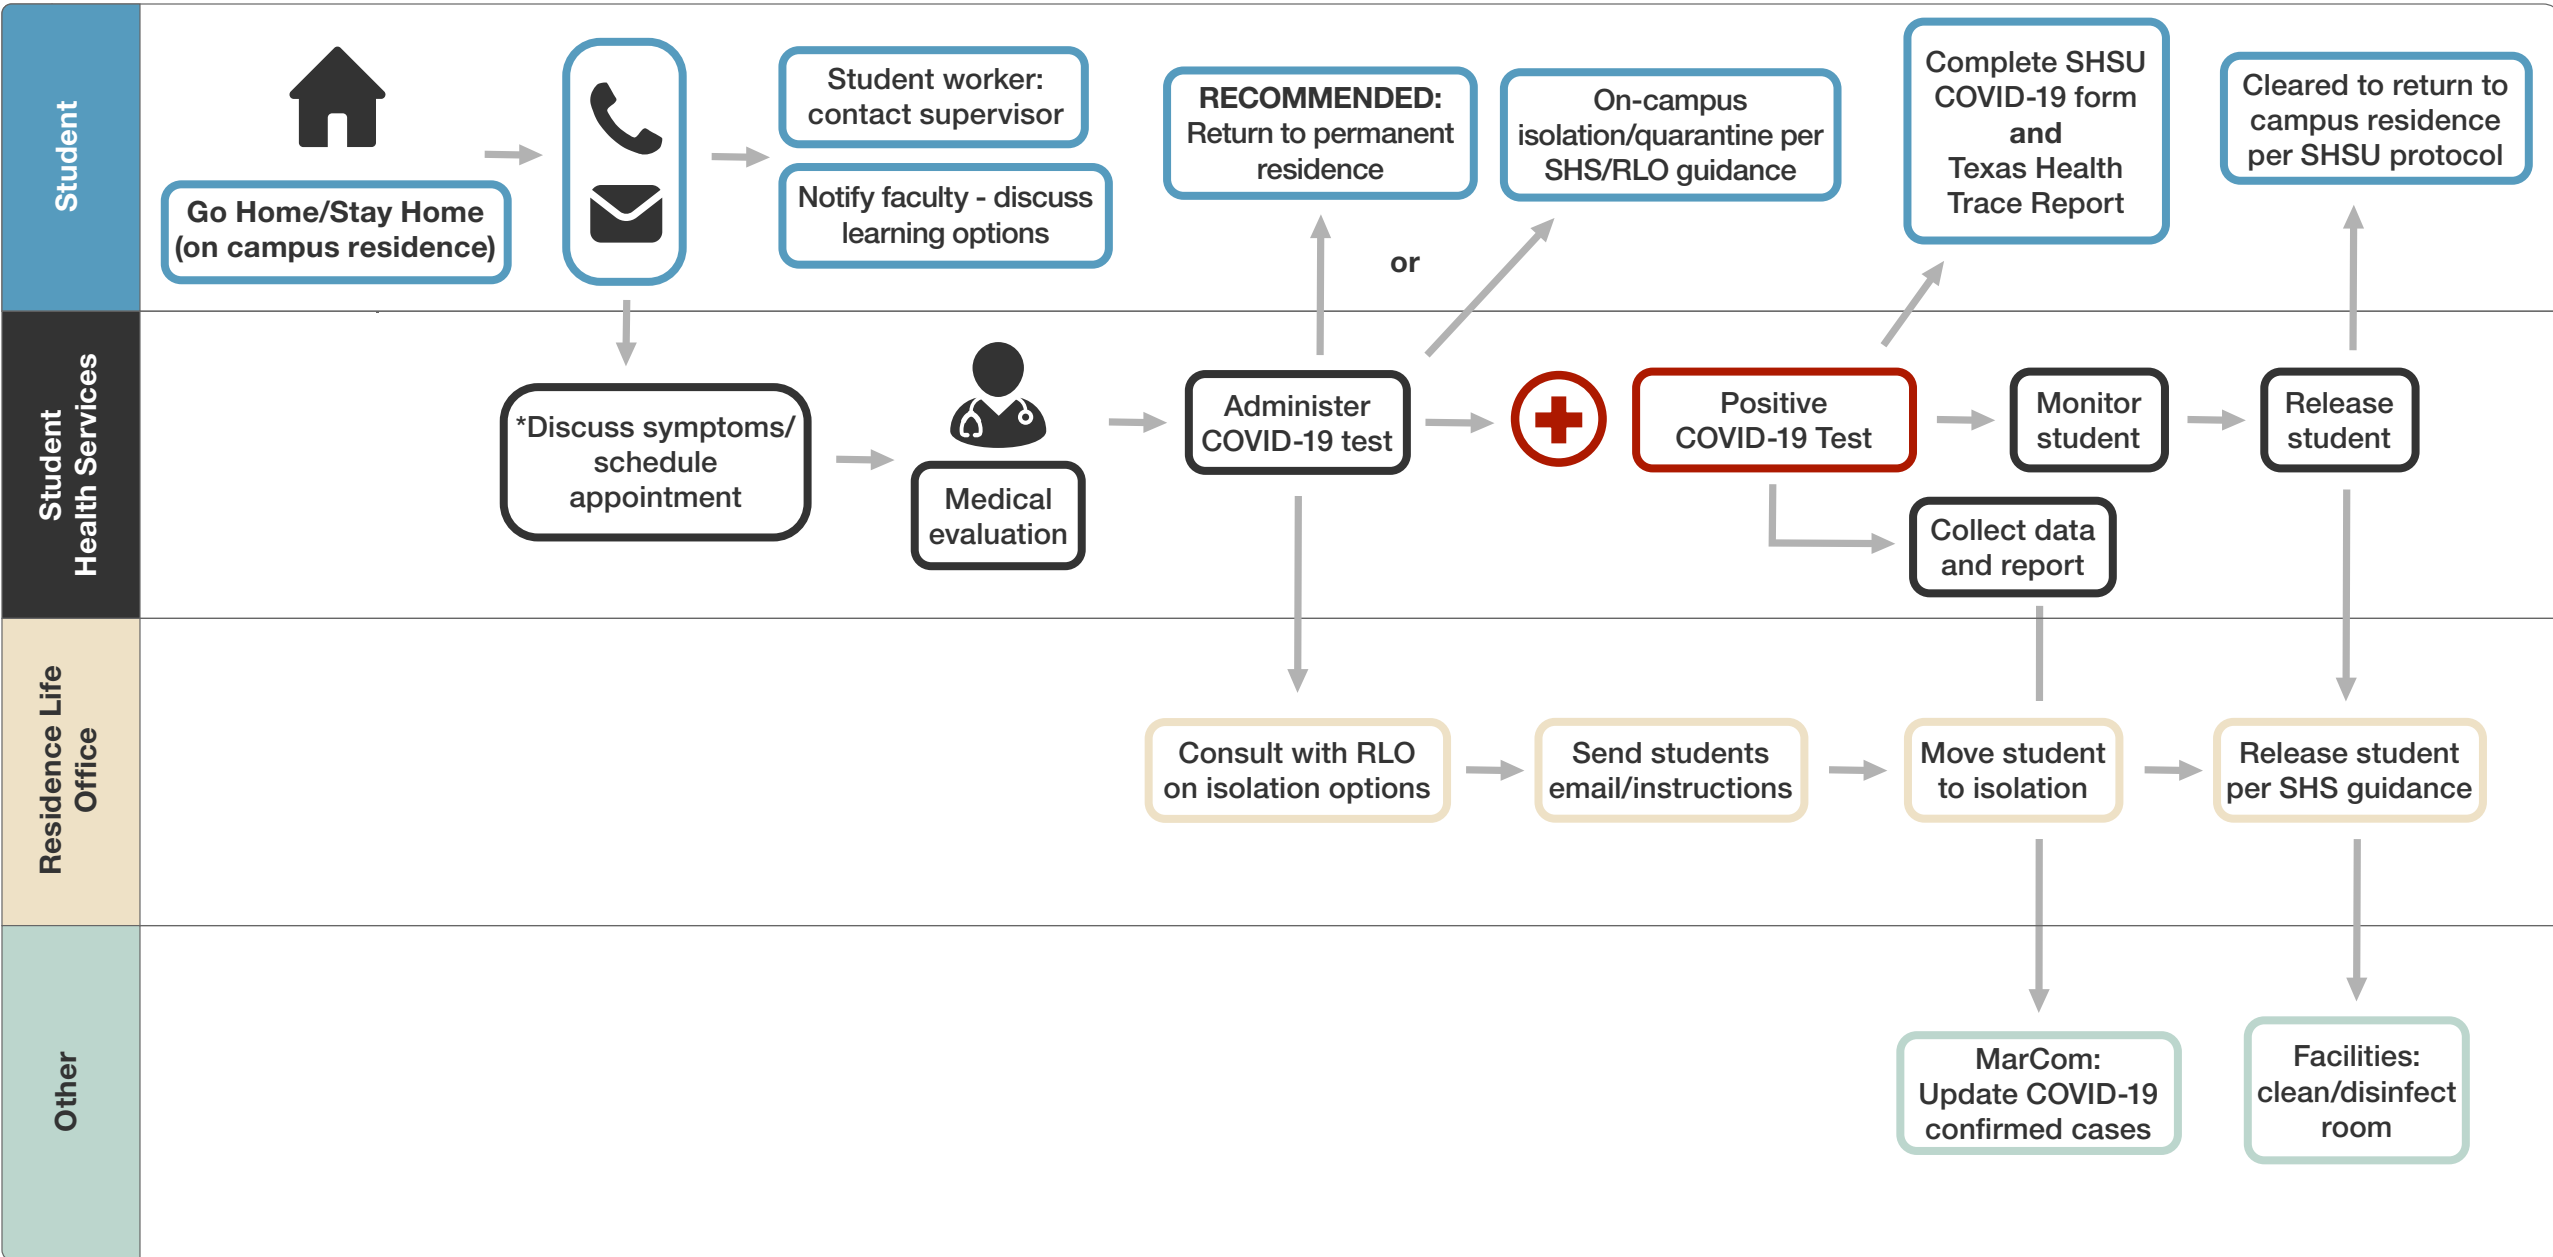 Student
Go Home/Stay Home
(on campus residence)
Student worker:
contact supervisor
Notify faculty - discuss
learning options
RECOMMENDED:
Return to permanent
residence
or
On-campus
isolation/quarantine per
SHS/RLO guidance
Complete SHSU
COVID-19 form
and
Texas Health
Trace Report
Cleared to return to
campus residence
per SHSU protocol
Student
Health Services
*Discuss symptoms/
schedule
appointment
Medical
evaluation
Administer
COVID-19 test
Positive
COVID-19 Test
Monitor
student
Release
student
Collect data
and report
Residence Life
Office
Consult with RLO
on isolation options
Send students
email/instructions
Move student
to isolation
Release student
per SHS guidance
Other
MarCom:
Update COVID-19
confirmed cases
Facilities:
clean/disinfect
room